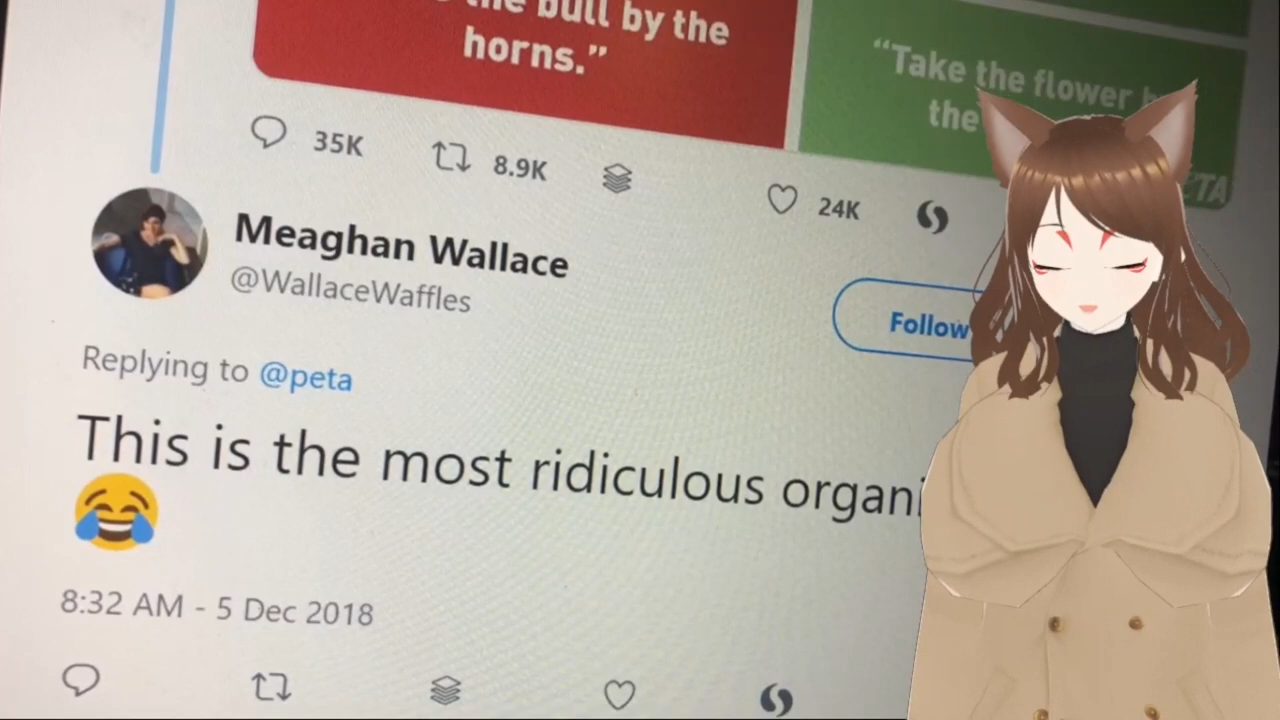 the bull by the
horns.”
“Take the flower
the
35K
8.9K
24K
Meaghan Wallace
@WallaceWaffles
Follow
Replying to @peta
This is the most ridiculous
8:32 AM - 5 Dec 2018